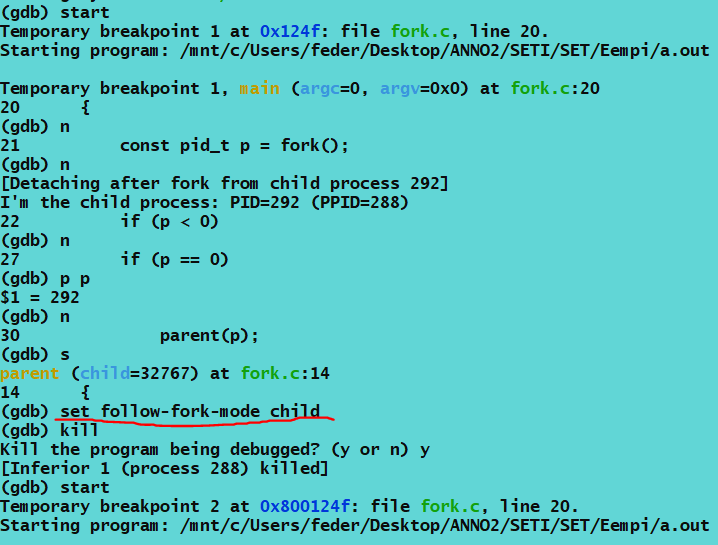 (gdb) start
Temporary breakpoint 1 at 0x124f: file fork.c, line 20.
Starting program: /mnt/c/Users/feder/Desktop/ANNO2/SETI/SET/Eempi/a.out
Temporary breakpoint 1, main (argc=0, argv=0x0) at fork.c:20
20 {
(gdb) n
21 const pid_t p = fork();
(gdb) n
[Detaching after fork from child process 292]
I'm the child process: PID=292 (PPID=288)
22 if (p < 0)
(gdb) n
27 if (p == 0)
(gdb) p p
$1 = 292
(gdb) n
30 parent(p);
(gdb) s
parent (child=32767) at fork.c:14
14 {
(gdb) set follow-fork-mode child
(gdb) kill
Kill the program being debugged? (y or n) y
[Inferior 1 (process 288) killed]
(gdb) start
Temporary breakpoint 2 at 0x800124f: file fork.c, line 20.
Starting program: /mnt/c/Users/feder/Desktop/ANNO2/SETI/SET/Eempi/a.out